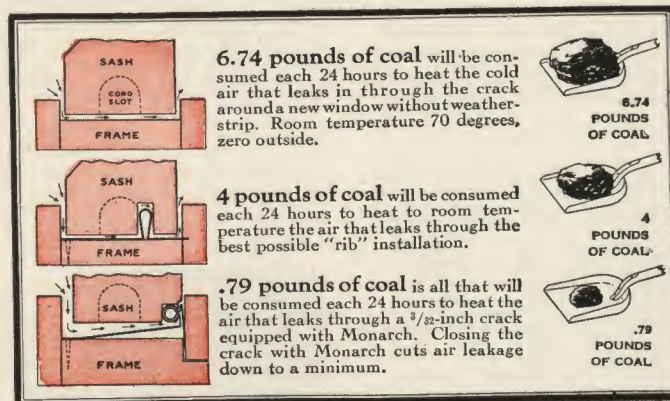 SASH
CORD
SLOT
FRAME
6.74 pounds of coal will be con-
sumed each 24 hours to heat the cold
air that leaks in through the crack
around a new window without weather-
strip. Room temperature 70 degrees,
zero outside.
6.74
POUNDS
OF COAL
SASH
FRAME
4 pounds of coal will be consumed
each 24 hours to heat to room tem-
perature the air that leaks through the
best possible "rib" installation.
4
POUNDS
OF COAL
SASH
FRAME
.79 pounds of coal is all that will
be consumed each 24 hours to heat the
air that leaks through a 3/32-inch crack
equipped with Monarch. Closing the
crack with Monarch cuts air leakage
down to a minimum.
.79
POUNDS
OF COAL